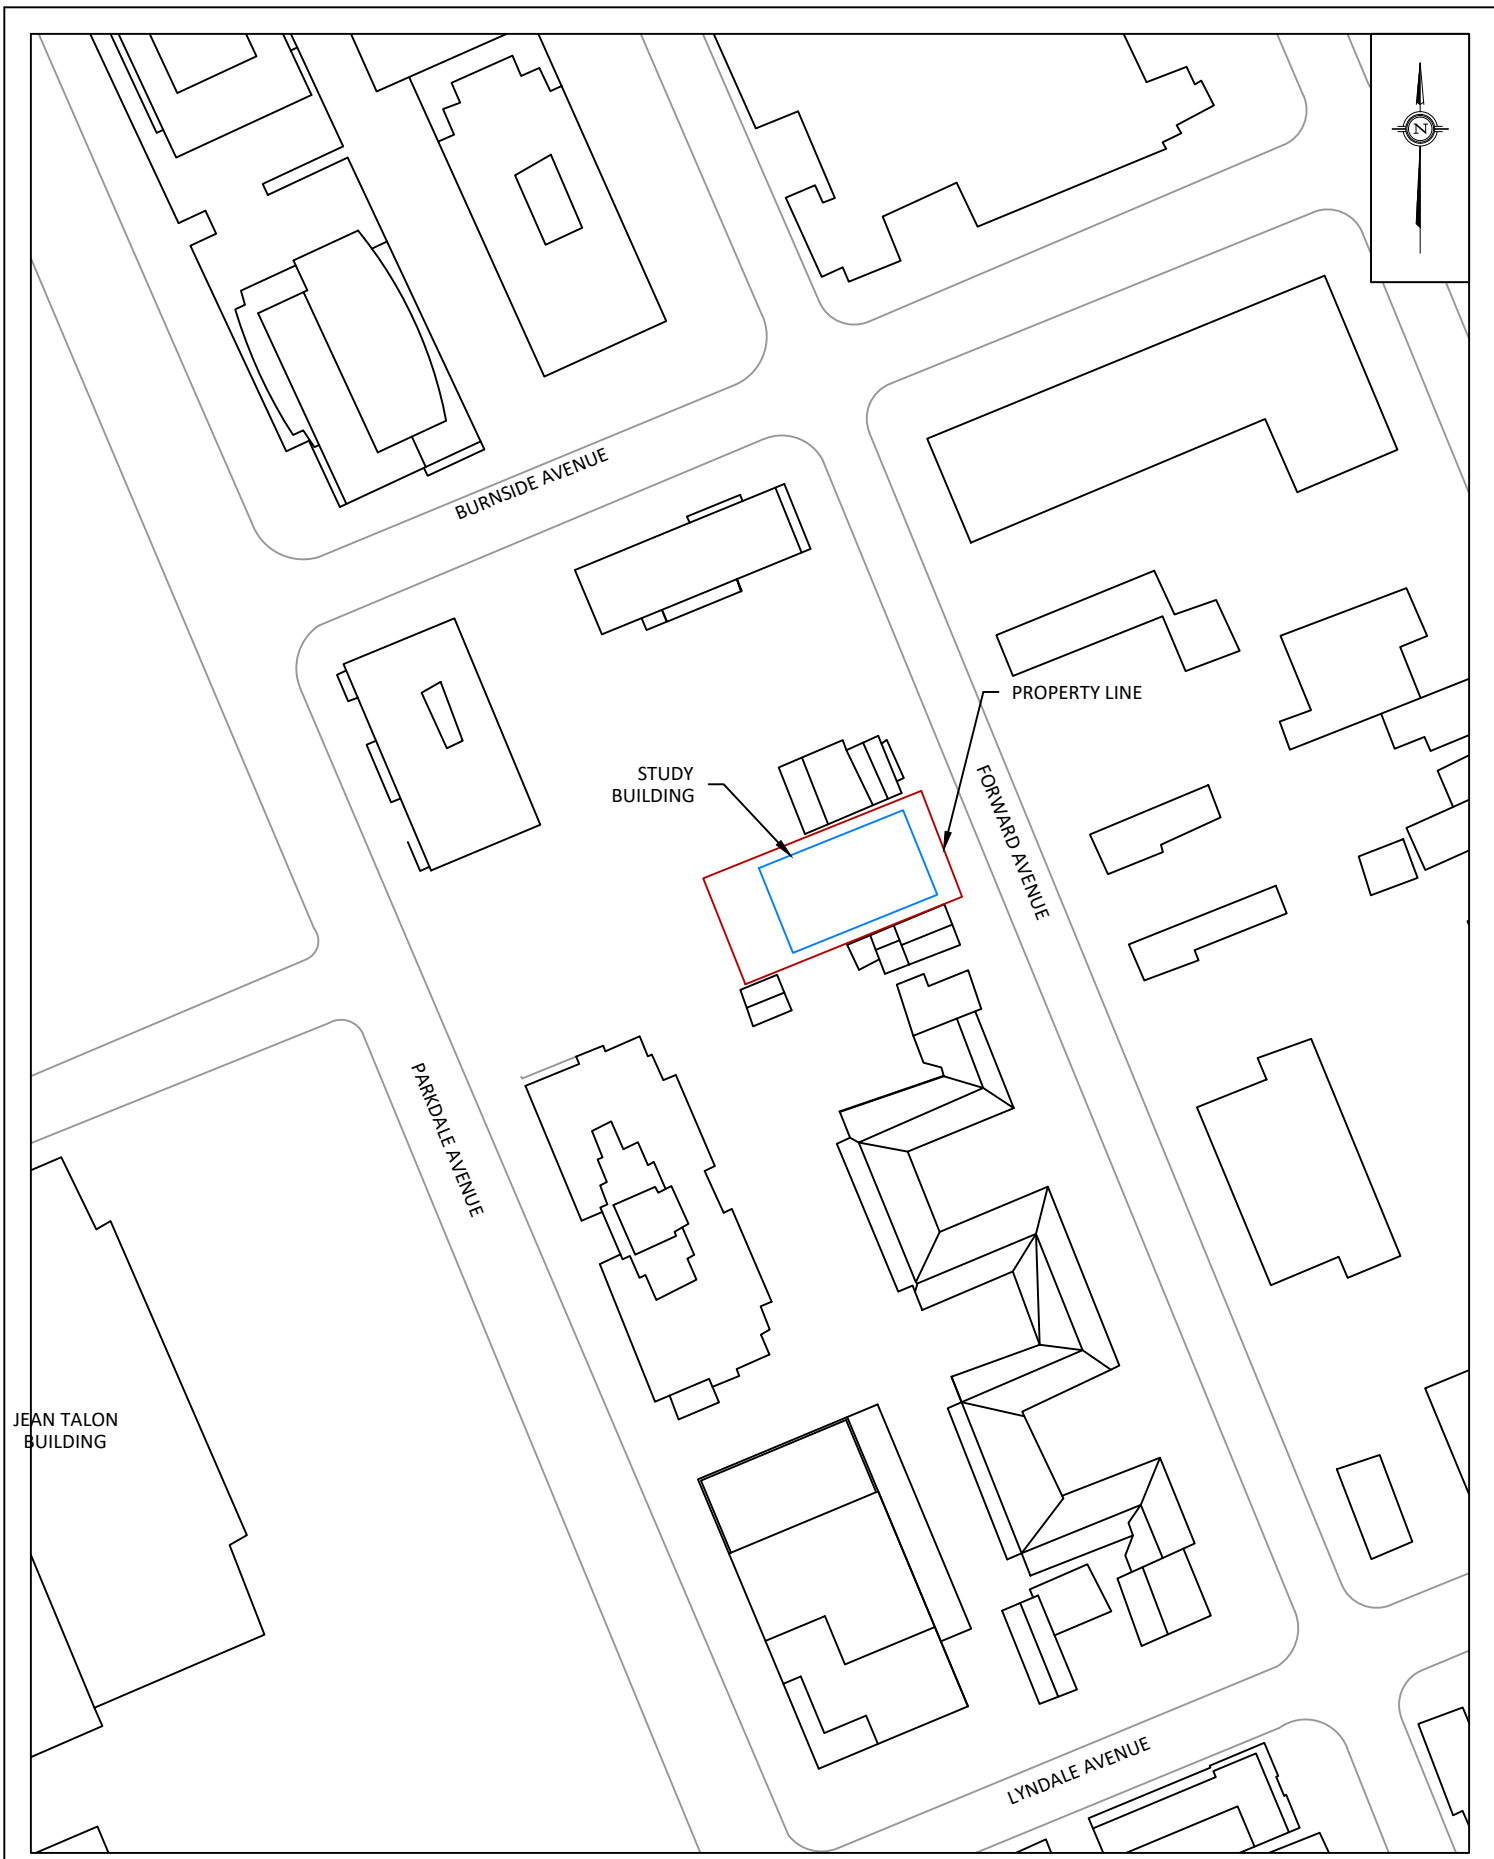 N
BURNSIDE AVENUE
PROPERTY LINE
STUDY
BUILDING
FORWARD AVENUE
PARKDALE AVENUE
JEAN TALON
BUILDING
LYNDALE AVENUE